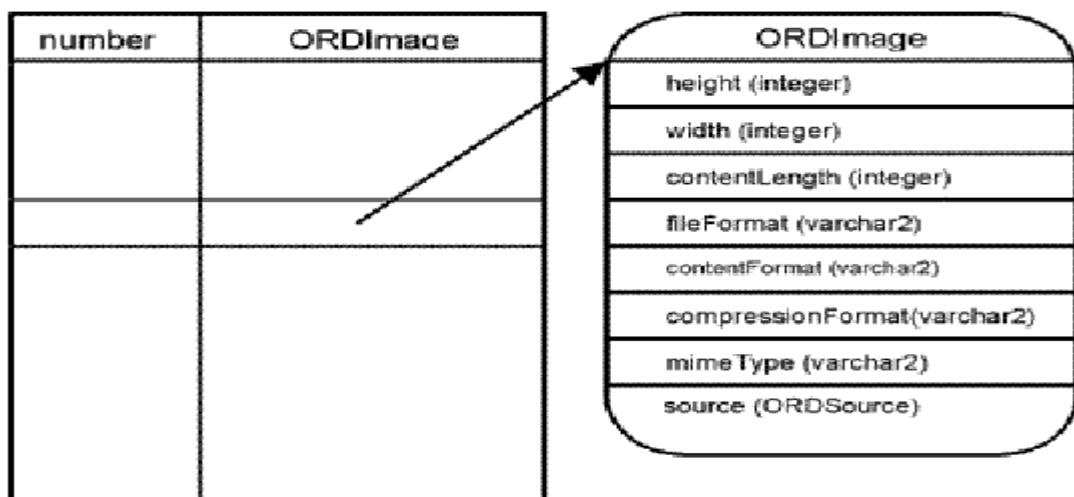 number ORDImage
ORDImage
height (integer)
width (integer)
contentLength (integer)
fileFormat (varchar2)
contentFormat (varchar2)
compressionFormat(varchar2)
mimeType (varchar2)
source (ORDSource)